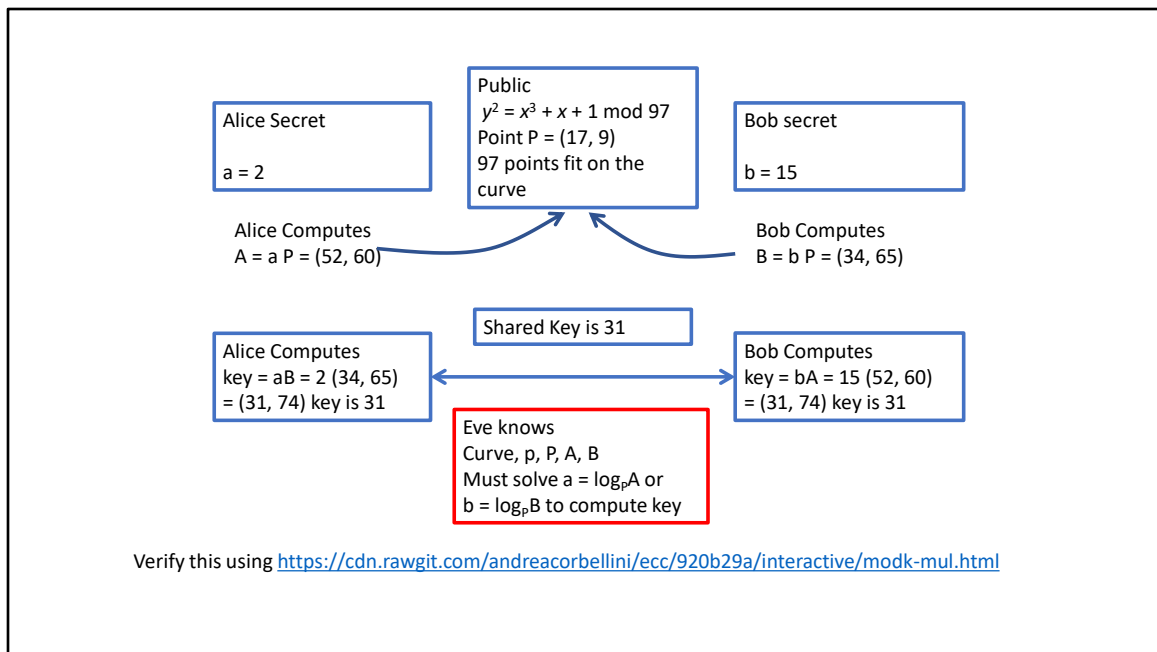 Public
y² = x³ + x + 1 mod 97
Point P = (17, 9)
97 points fit on the
curve
Alice Secret
a = 2
Bob secret
b = 15
Alice Computes
A = a P = (52, 60)
Bob Computes
B = b P = (34, 65)
Shared Key is 31
Alice Computes
key = aB = 2 (34, 65)
= (31, 74) key is 31
Bob Computes
key = bA = 15 (52, 60)
= (31, 74) key is 31
Eve knows
Curve, p, P, A, B
Must solve a = logₚA or
b = logₚB to compute key
Verify this using https://cdn.rawgit.com/andreacorbellini/ecc/920b29a/interactive/modk-mul.html